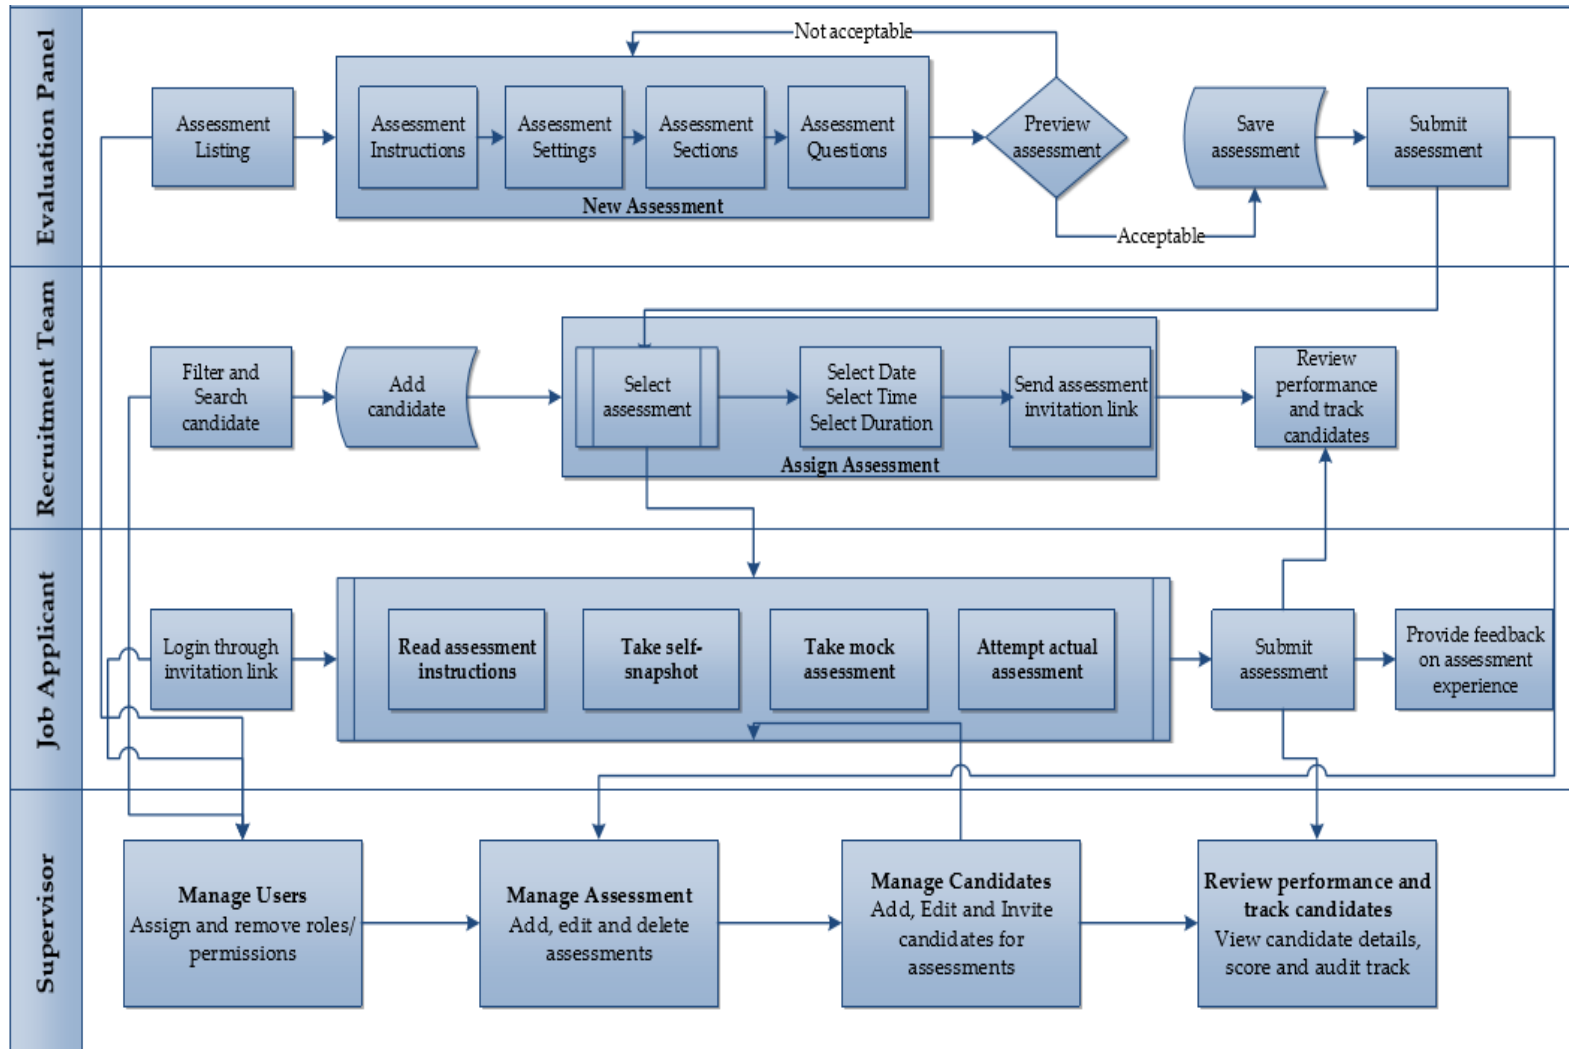 Evaluation Panel
Not acceptable
Assessment
Listing
Assessment
Instructions
Assessment
Settings
Assessment
Sections
Assessment
Questions
New Assessment
Preview
assessment
Acceptable
Save
assessment
Submit
assessment
Recruitment Team
Filter and
Search
candidate
Add
candidate
Select
assessment
Select Date
Select Time
Select Duration
Send assessment
invitation link
Assign Assessment
Review
performance
and track
candidates
Job Applicant
Login through
invitation link
Read assessment
instructions
Take self-
snapshot
Take mock
assessment
Attempt actual
assessment
Submit
assessment
Provide feedback
on assessment
experience
Supervisor
Manage Users
Assign and remove roles/
permissions
Manage Assessment
Add, edit and delete
assessments
Manage Candidates
Add, Edit and Invite
candidates for
assessments
Review performance and
track candidates
View candidate details,
score and audit track